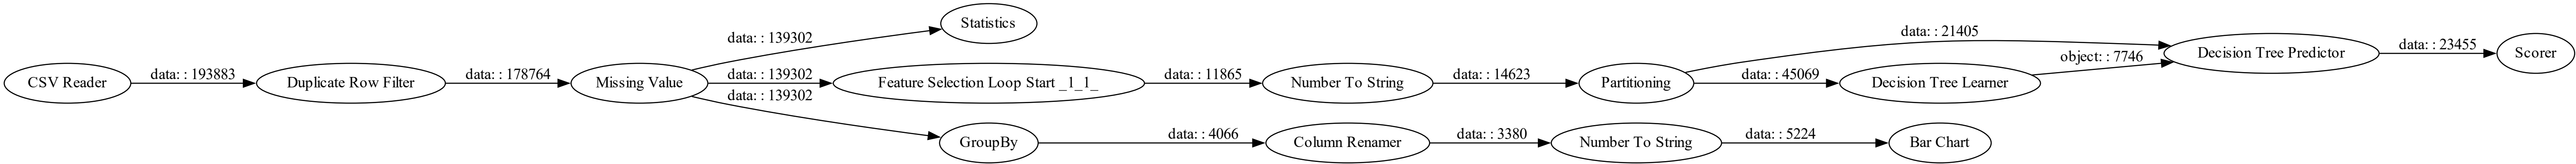 CSV Reader
data: : 193883
Duplicate Row Filter
data: : 178764
Missing Value
data: : 139302
Statistics
data: : 139302
Feature Selection Loop Start _1_1_
data: : 11865
Number To String
data: : 14623
Partitioning
data: : 21405
data: : 45069
Decision Tree Learner
object: : 7746
Decision Tree Predictor
data: : 23455
Scorer
data: : 139302
GroupBy
data: : 4066
Column Renamer
data: : 3380
Number To String
data: : 5224
Bar Chart